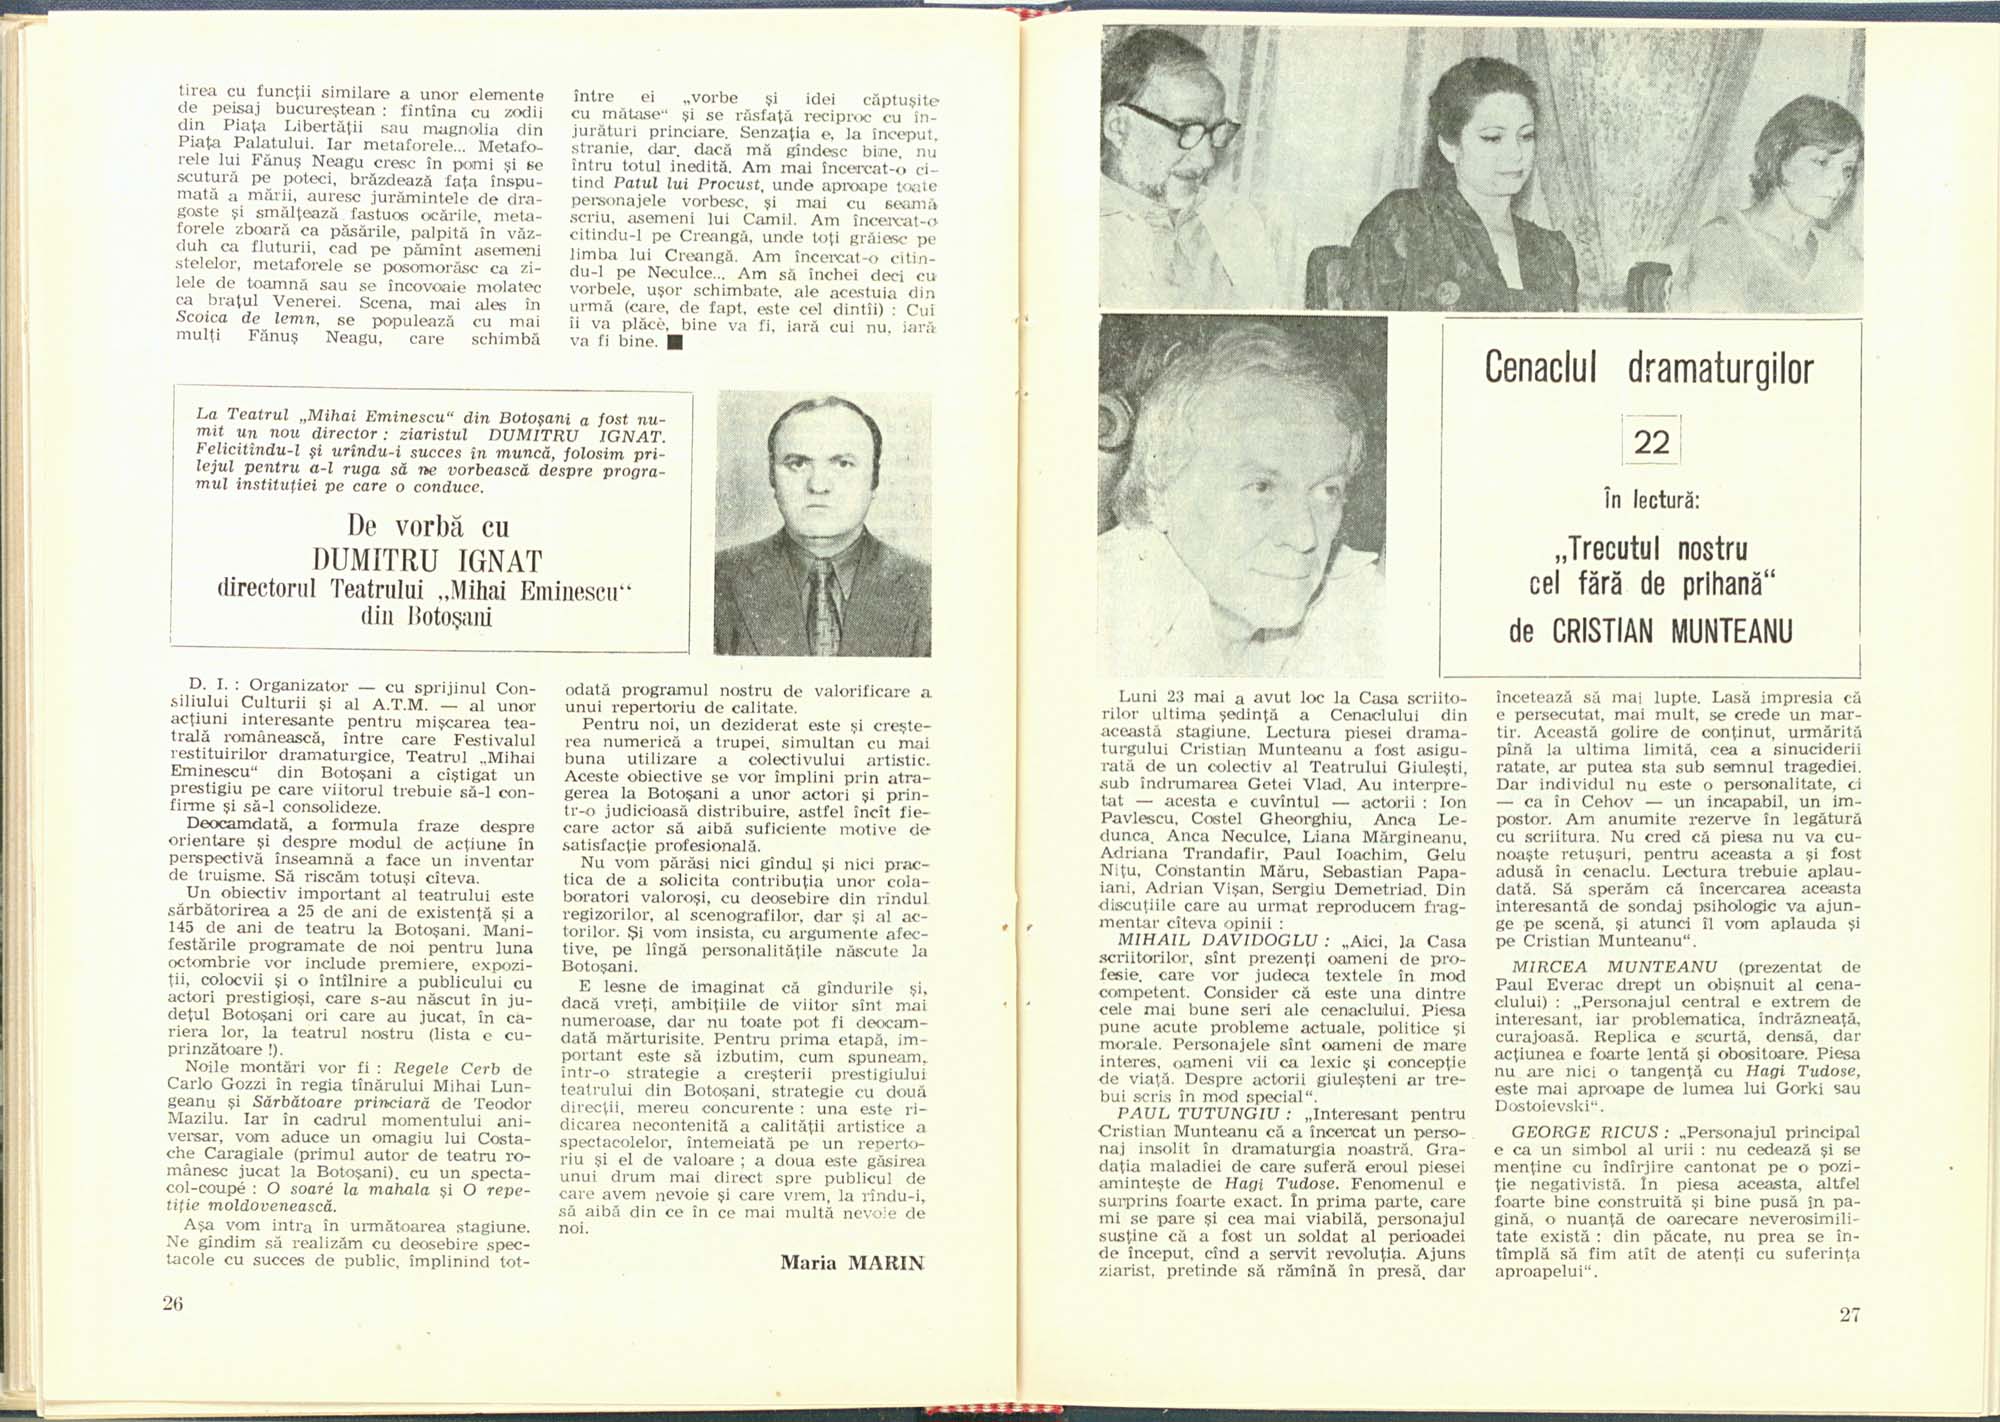 tirea cu funcții similare a unor elemente
de peisaj bucureștean : fîntîna cu zodii
din Piața Libertății sau magnolia din
Piața Palatului. Iar metaforele... Metafo-
rele lui Fănuș Neagu cresc în pomi și se
scutură pe poteci, brăzdează fața înspu-
mată a mării, auresc jurămintele de dra-
goste și smălțează fastuos ocările, meta-
forele zboară ca păsările, palpită în văz-
duh ca fluturii, cad pe pămînt asemeni
stelelor, metaforele se posomorăsc ca zi-
lele de toamnă sau se încovoaie molatec
ca brațul Venerei. Scena, mai ales în
Scoica de lemn, se populează cu mai
mulți Fănuș Neagu, care schimbă
între ei „vorbe și idei căptușite
cu mătase“ și se răsfață reciproc cu în-
jurături princiare. Senzația e, la început,
stranie, dar, dacă mă gîndesc bine, nu
întru totul inedită. Am mai încercat-o ci-
tind Patul lui Procust, unde aproape toate
personajele vorbesc, și mai cu seamă
scriu, asemeni lui Camil. Am încercat-o
citindu-l pe Creangă, unde toți grăiesc pe
limba lui Creangă. Am încercat-o citin-
du-l pe Neculce... Am să închei deci cu
vorbele, ușor schimbate, ale acestuia din
urmă (care, de fapt, este cel dintîi) : Cui
îi va plăce, bine va fi, iară cui nu, iară
va fi bine. ■
La Teatrul „Mihai Eminescu“ din Botoșani a fost nu-
mit un nou director : ziaristul DUMITRU IGNAT.
Felicitîndu-l și urîndu-i succes în muncă, folosim pri-
lejul pentru a-l ruga să ne vorbească despre progra-
mul instituției pe care o conduce.
De vorbă cu
DUMITRU IGNAT
directorul Teatrului „Mihai Eminescu“
din Botoșani
D. I. : Organizator — cu sprijinul Con-
siliului Culturii și al A.T.M. — al unor
acțiuni interesante pentru mișcarea tea-
trală românească, între care Festivalul
restituirilor dramaturgice, Teatrul „Mihai
Eminescu“ din Botoșani a cîștigat un
prestigiu pe care viitorul trebuie să-l con-
firme și să-l consolideze.
Deocamdată, a formula fraze despre
orientare și despre modul de acțiune în
perspectivă înseamnă a face un inventar
de truisme. Să riscăm totuși cîteva.
Un obiectiv important al teatrului este
sărbătorirea a 25 de ani de existență și a
145 de ani de teatru la Botoșani. Mani-
festările programate de noi pentru luna
octombrie vor include premiere, expozi-
ții, colocvii și o întîlnire a publicului cu
actori prestigioși, care s-au născut în ju-
dețul Botoșani ori care au jucat, în ca-
riera lor, la teatrul nostru (lista e cu-
prinzătoare !).
Noile montări vor fi : Regele Cerb de
Carlo Gozzi în regia tînărului Mihai Lun-
geanu și Sărbătoare princiară de Teodor
Mazilu. Iar în cadrul momentului ani-
versar, vom aduce un omagiu lui Costa-
che Caragiale (primul autor de teatru ro-
mânesc jucat la Botoșani), cu un specta-
col-coupé : O soaré la mahala și O repe-
tiție moldovenească.
Așa vom intra în următoarea stagiune.
Ne gîndim să realizăm cu deosebire spec-
tacole cu succes de public, împlinind tot-
odată programul nostru de valorificare a
unui repertoriu de calitate.
Pentru noi, un deziderat este și crește-
rea numerică a trupei, simultan cu mai
buna utilizare a colectivului artistic.
Aceste obiective se vor împlini prin atra-
gerea la Botoșani a unor actori și prin-
tr-o judicioasă distribuire, astfel încît fie-
care actor să aibă suficiente motive de
satisfacție profesională.
Nu vom părăsi nici gîndul și nici prac-
tica de a solicita contribuția unor cola-
boratori valoroși, cu deosebire din rîndul
regizorilor, al scenografilor, dar și al ac-
torilor. Și vom insista, cu argumente afec-
tive, pe lîngă personalitățile născute la
Botoșani.
E lesne de imaginat că gîndurile și,
dacă vreți, ambițiile de viitor sînt mai
numeroase, dar nu toate pot fi deocam-
dată mărturisite. Pentru prima etapă, im-
portant este să izbutim, cum spuneam,
într-o strategie a creșterii prestigiului
teatrului din Botoșani, strategie cu două
direcții, mereu concurente : una este ri-
dicarea necontenită a calității artistice a
spectacolelor, întemeiată pe un reperto-
riu și el de valoare ; a doua este găsirea
unui drum mai direct spre publicul de
care avem nevoie și care vrem, la rîndu-i,
să aibă din ce în ce mai multă nevoie de
noi.
Maria MARIN
26
Cenaclul dramaturgilor
22
în lectură:
„Trecutul nostru
cel fără de prihană“
de CRISTIAN MUNTEANU
Luni 23 mai a avut loc la Casa scriito-
rilor ultima ședință a Cenaclului din
această stagiune. Lectura piesei drama-
turgului Cristian Munteanu a fost asigu-
rată de un colectiv al Teatrului Giulești,
sub îndrumarea Getei Vlad. Au interpre-
tat — acesta e cuvîntul — actorii : Ion
Pavlescu, Costel Gheorghiu, Anca Le-
dunca, Anca Neculce, Liana Mărgineanu,
Adriana Trandafir, Paul Ioachim, Gelu
Nițu, Constantin Măru, Sebastian Papa-
iani, Adrian Vișan, Sergiu Demetriad. Din
discuțiile care au urmat reproducem frag-
mentar cîteva opinii :
MIHAIL DAVIDOGLU : „Aici, la Casa
scriitorilor, sînt prezenți oameni de pro-
fesie, care vor judeca textele în mod
competent. Consider că este una dintre
cele mai bune seri ale cenaclului. Piesa
pune acute probleme actuale, politice și
morale. Personajele sînt oameni de mare
interes, oameni vii ca lexic și concepție
de viață. Despre actorii giuleșteni ar tre-
bui scris în mod special“.
PAUL TUTUNGIU : „Interesant pentru
Cristian Munteanu că a încercat un perso-
naj insolit în dramaturgia noastră. Gra-
dația maladiei de care suferă eroul piesei
amintește de Hagi Tudose. Fenomenul e
surprins foarte exact. În prima parte, care
mi se pare și cea mai viabilă, personajul
susține că a fost un soldat al perioadei
de început, cînd a servit revoluția. Ajuns
ziarist, pretinde să rămînă în presă, dar
încetează să mai lupte. Lasă impresia că
e persecutat, mai mult, se crede un mar-
tir. Această golire de conținut, urmărită
pînă la ultima limită, cea a sinuciderii
ratate, ar putea sta sub semnul tragediei.
Dar individul nu este o personalitate, ci
— ca în Cehov — un incapabil, un im-
postor. Am anumite rezerve în legătură
cu scriitura. Nu cred că piesa nu va cu-
noaște retușuri, pentru aceasta a și fost
adusă în cenaclu. Lectura trebuie aplau-
dată. Să sperăm că încercarea aceasta
interesantă de sondaj psihologic va ajun-
ge pe scenă, și atunci îl vom aplauda și
pe Cristian Munteanu“.
MIRCEA MUNTEANU (prezentat de
Paul Everac drept un obișnuit al cena-
clului) : „Personajul central e extrem de
interesant, iar problematica, îndrăzneață,
curajoasă. Replica e scurtă, densă, dar
acțiunea e foarte lentă și obositoare. Piesa
nu are nici o tangență cu Hagi Tudose,
este mai aproape de lumea lui Gorki sau
Dostoievski“.
GEORGE RICUS : „Personajul principal
e ca un simbol al urii : nu cedează și se
menține cu îndîrjire cantonat pe o pozi-
ție negativistă. În piesa aceasta, altfel
foarte bine construită și bine pusă în pa-
gină, o nuanță de oarecare neverosimili-
tate există : din păcate, nu prea se în-
tîmplă să fim atît de atenți cu suferința
aproapelui“.
27